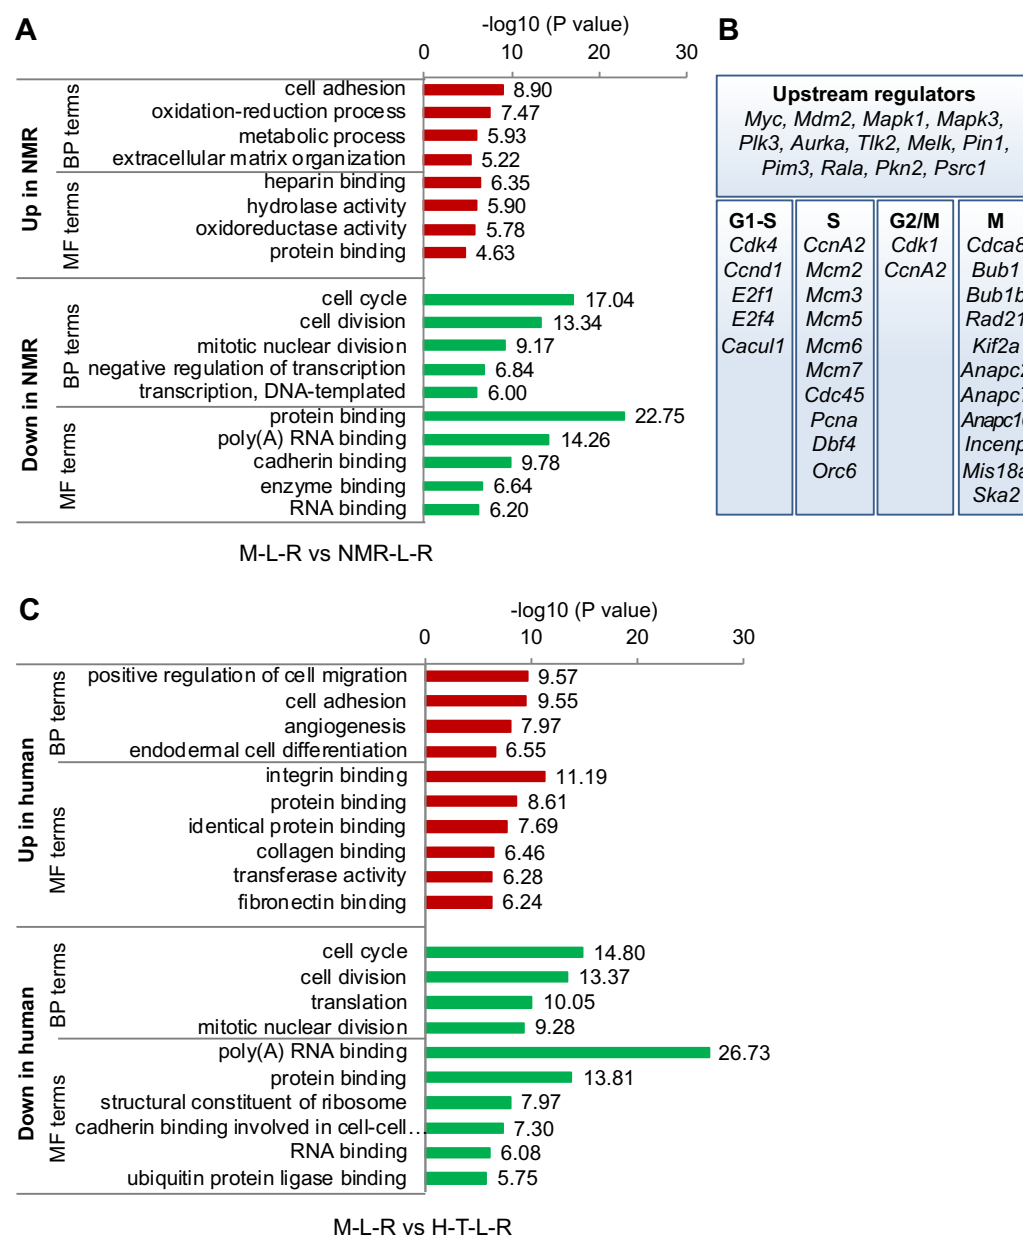 A
-log10 (P value)
0 10 20 30
Up in NMR
BP terms
cell adhesion 8.90
oxidation-reduction process 7.47
metabolic process 5.93
extracellular matrix organization 5.22
MF terms
heparin binding 6.35
hydrolase activity 5.90
oxidoreductase activity 5.78
protein binding 4.63
Down in NMR
BP terms
cell cycle 17.04
cell division 13.34
mitotic nuclear division 9.17
negative regulation of transcription 6.84
transcription, DNA-templated 6.00
MF terms
protein binding 22.75
poly(A) RNA binding 14.26
cadherin binding 9.78
enzyme binding 6.64
RNA binding 6.20
M-L-R vs NMR-L-R
B
Upstream regulators
Myc, Mdm2, Mapk1, Mapk3,
Plk3, Aurka, Tlk2, Melk, Pin1,
Pim3, Rala, Pkn2, Psrc1
G1-S
Cdk4
Ccnd1
E2f1
E2f4
Cacul1
S
CcnA2
Mcm2
Mcm3
Mcm5
Mcm6
Mcm7
Cdc45
Pcna
Dbf4
Orc6
G2/M
Cdk1
CcnA2
M
Cdca8
Bub1
Bub1b
Rad21
Kif2a
Incenp
Mis18a
Ska2
C
-log10 (P value)
0 10 20 30
Up in human
BP terms
positive regulation of cell migration 9.57
cell adhesion 9.55
angiogenesis 7.97
endodermal cell differentiation 6.55
MF terms
integrin binding 11.19
protein binding 8.61
identical protein binding 7.69
collagen binding 6.46
transferase activity 6.28
fibronectin binding 6.24
Down in human
BP terms
cell cycle 14.80
cell division 13.37
translation 10.05
mitotic nuclear division 9.28
MF terms
poly(A) RNA binding 26.73
protein binding 13.81
structural constituent of ribosome 7.97
cadherin binding involved in cell-cell... 7.30
RNA binding 6.08
ubiquitin protein ligase binding 5.75
M-L-R vs H-T-L-R